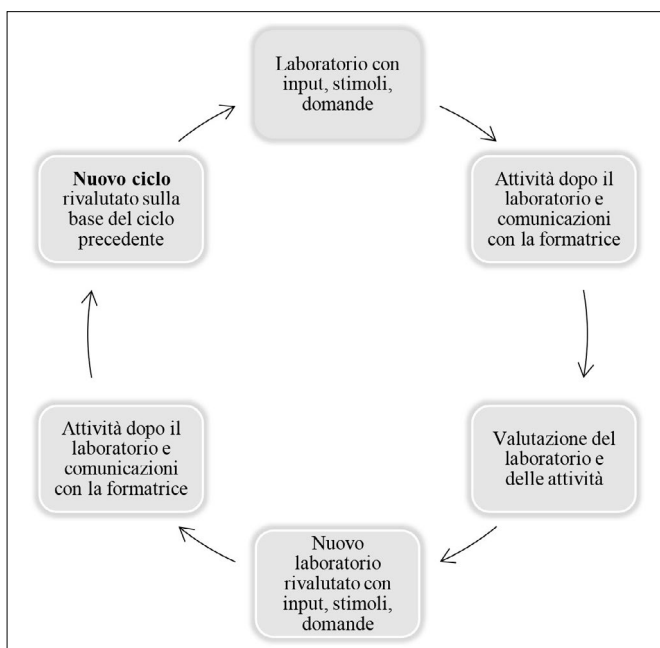 Laboratorio con
input, stimoli,
domande
Attività dopo il
laboratorio e
comunicazioni
con la formatrice
Valutazione del
laboratorio e
delle attività
Nuovo
laboratorio
rivalutato con
input, stimoli,
domande
Attività dopo il
laboratorio e
comunicazioni
con la formatrice
Nuovo ciclo
rivalutato sulla
base del ciclo
precedente